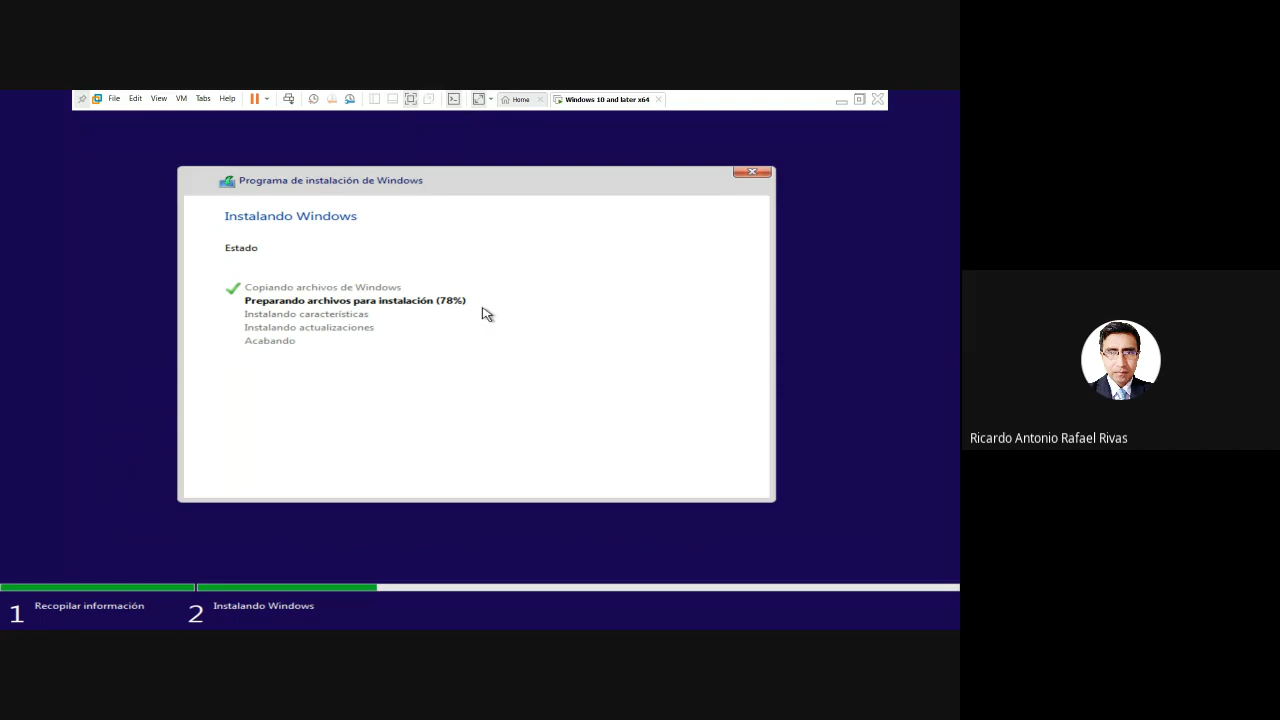 File Edit View VM Tabs Help Home Windows 10 and later x64
Programa de instalación de Windows
Instalando Windows
Estado
Copiando archivos de Windows
Preparando archivos para instalación (78%)
Instalando características
Instalando actualizaciones
Acabando
Ricardo Antonio Rafael Rivas
1 Recopilar información 2 Instalando Windows